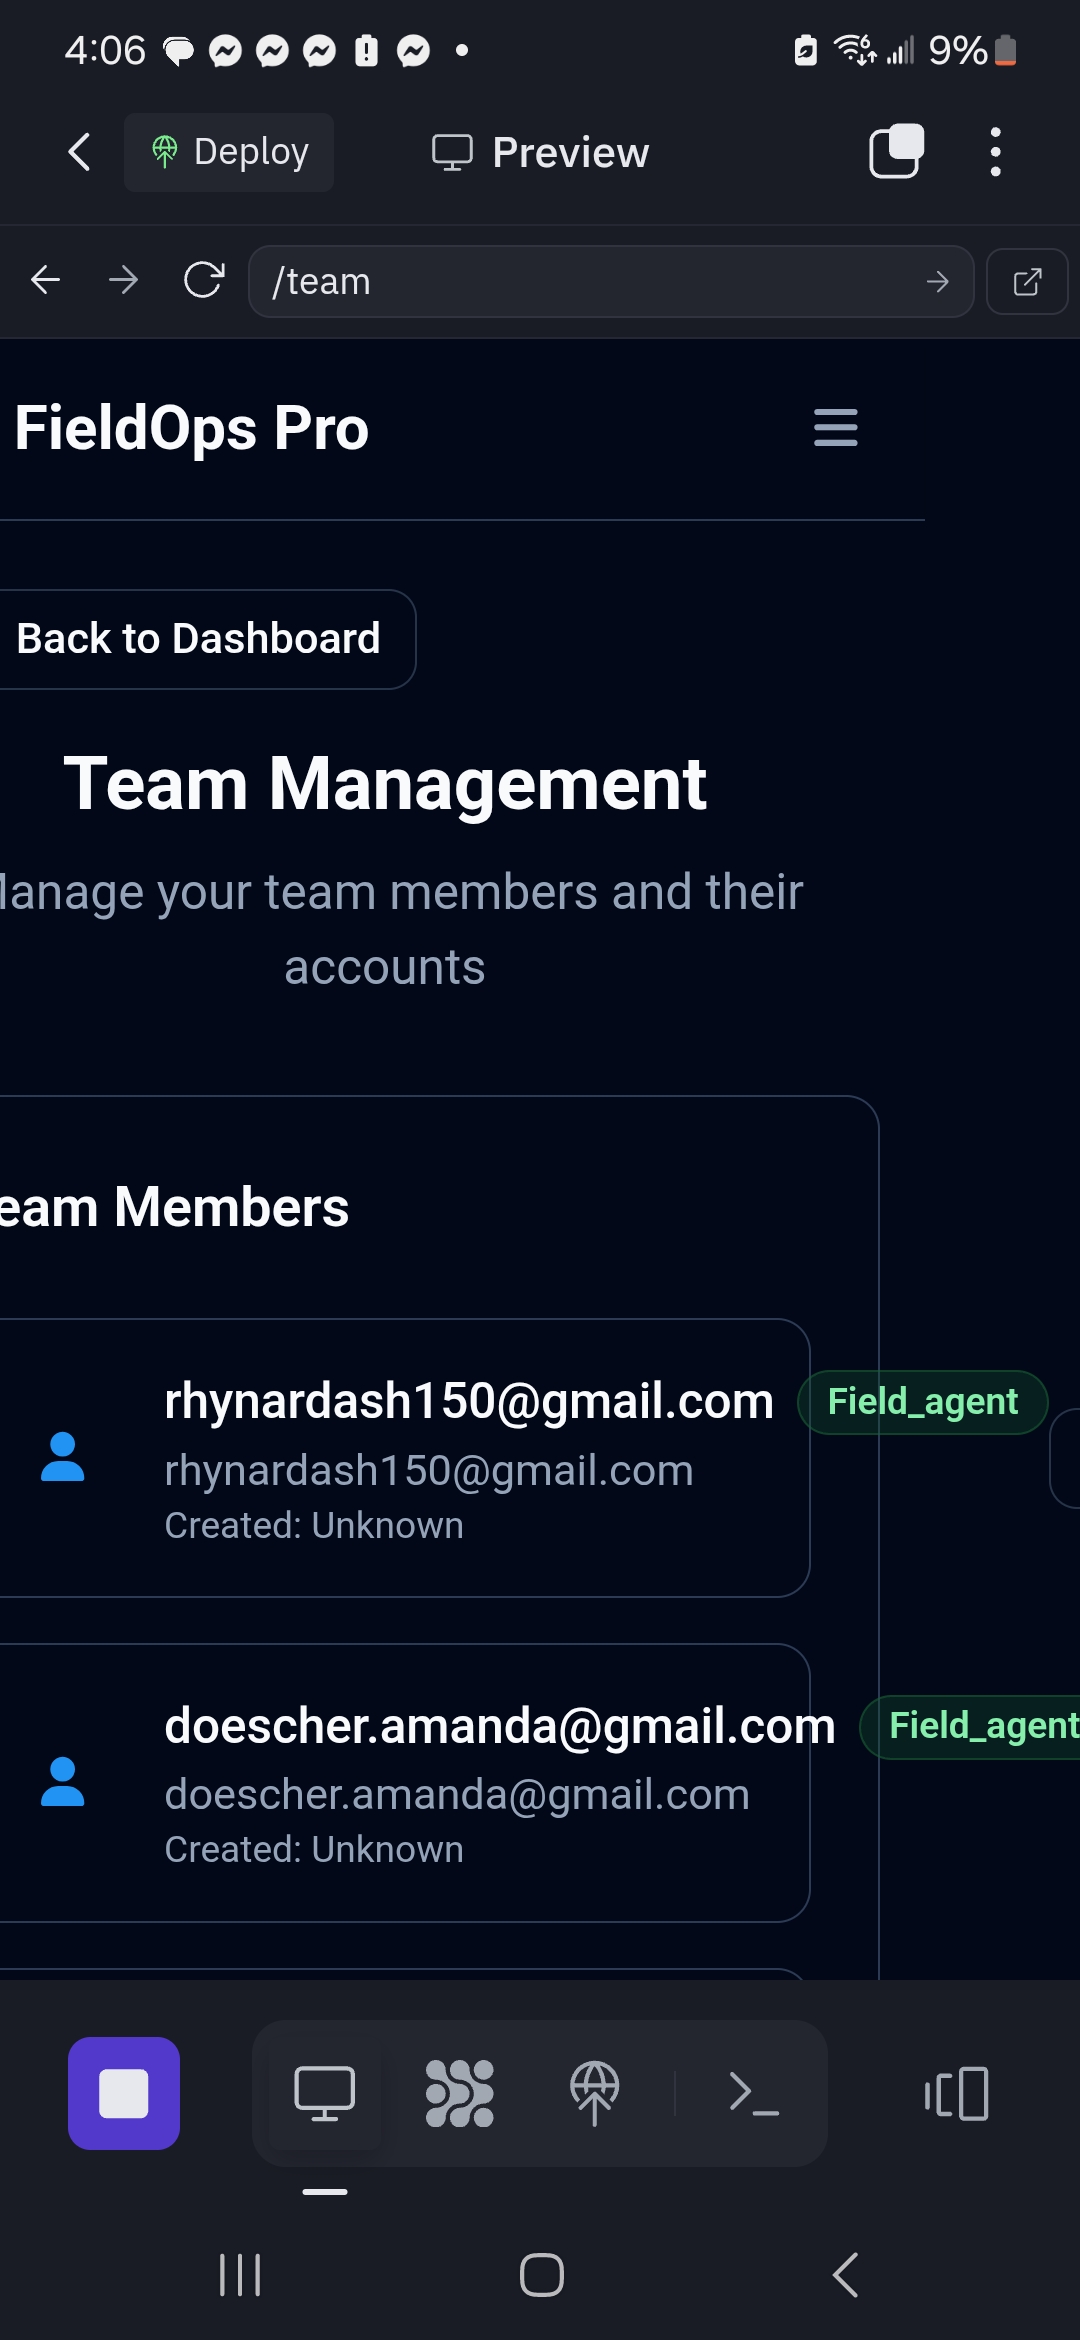 4:06
6
9%
Deploy
Preview
/team
FieldOps Pro
Back to Dashboard
Team Management
Manage your team members and their
accounts
eam Members
rhynardash150@gmail.com Field_agent
rhynardash150@gmail.com
Created: Unknown
doescher.amanda@gmail.com Field_agent
doescher.amanda@gmail.com
Created: Unknown